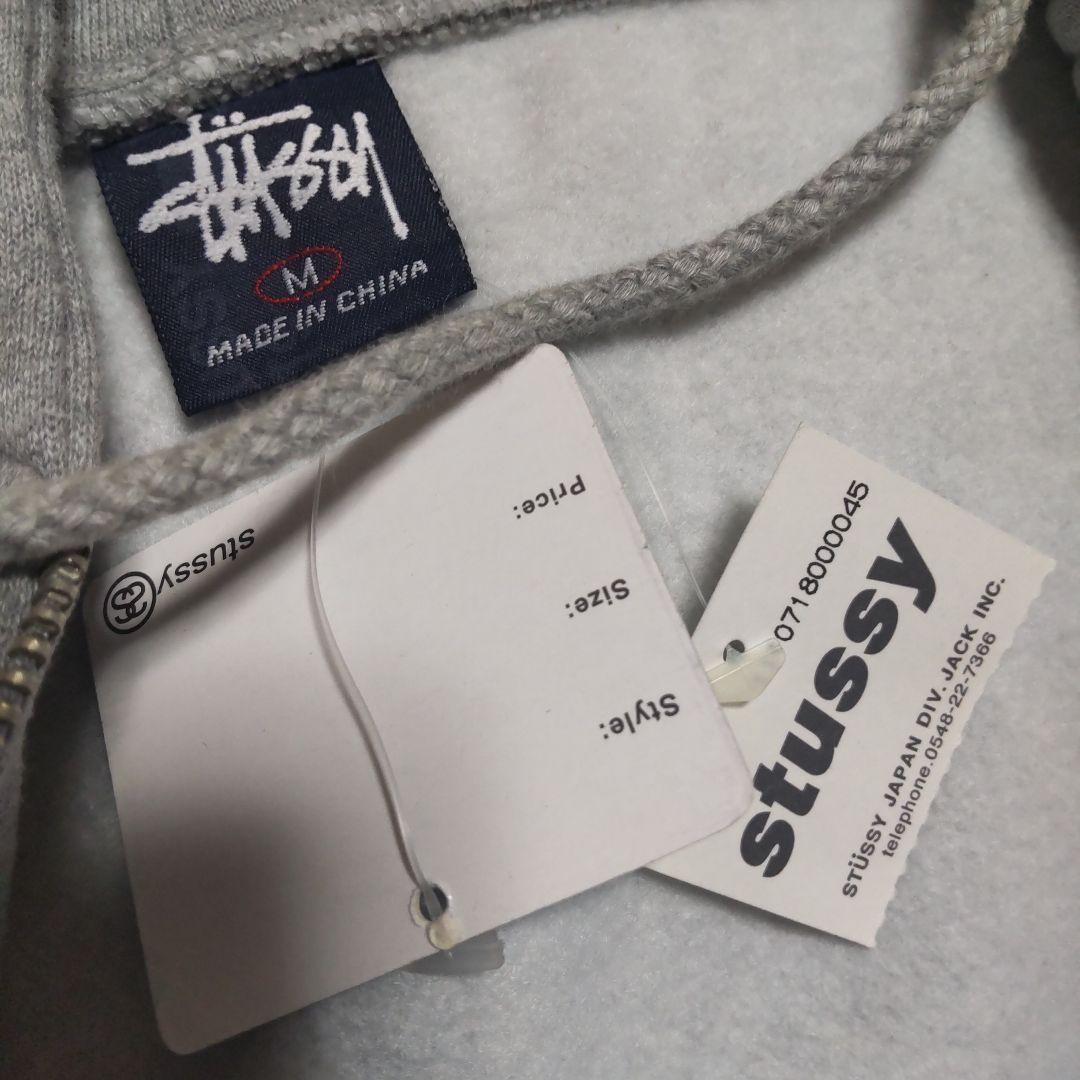 stüssy
M
MADE IN CHINA
stussy
Price:
Size:
Style:
0718000045
stussy
STÜSSY JAPAN DIV. JACK INC.
telephone.0548-22-7366